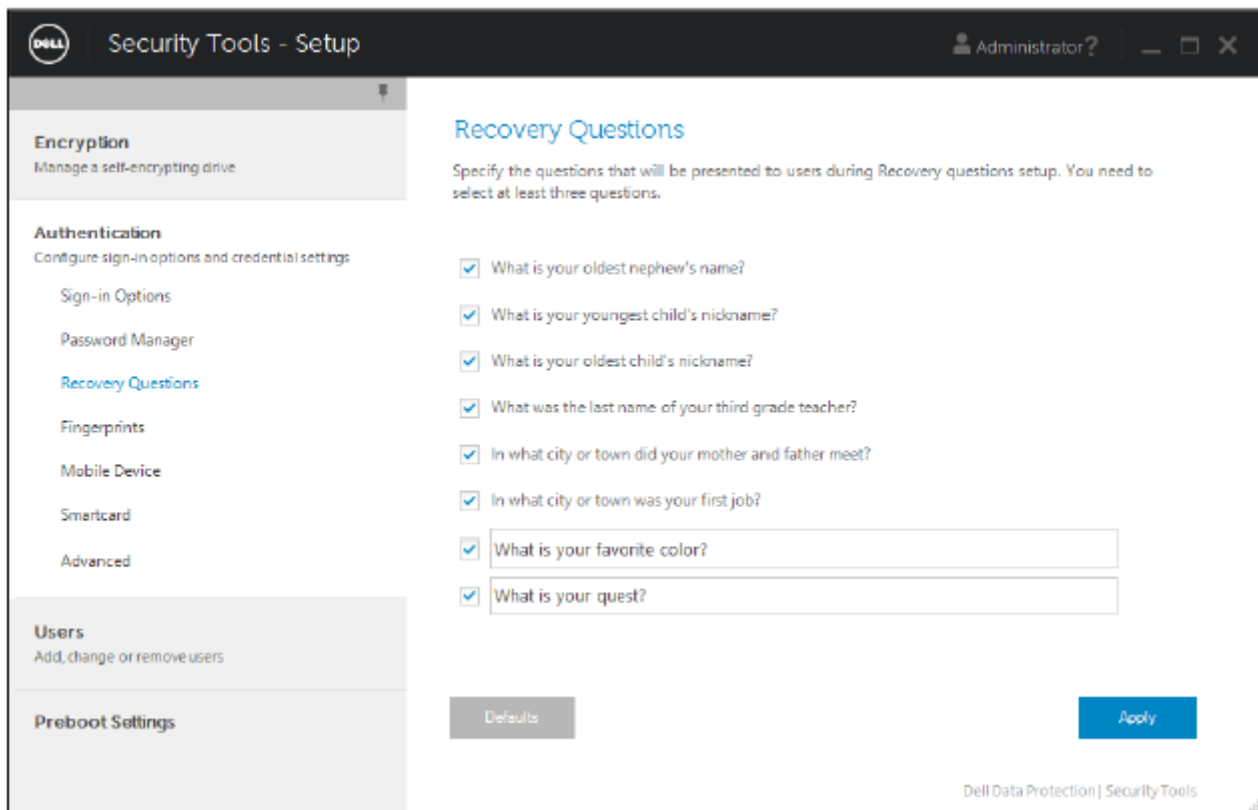 DELL
Security Tools - Setup
Administrator ?
Encryption
Manage a self-encrypting drive
Authentication
Configure sign-in options and credential settings
Sign-in Options
Password Manager
Recovery Questions
Fingerprints
Mobile Device
Smartcard
Advanced
Users
Add, change or remove users
Preboot Settings
Recovery Questions
Specify the questions that will be presented to users during Recovery questions setup. You need to
select at least three questions.
What is your oldest nephew's name?
What is your youngest child's nickname?
What is your oldest child's nickname?
What was the last name of your third grade teacher?
In what city or town did your mother and father meet?
In what city or town was your first job?
What is your favorite color?
What is your quest?
Defaults
Apply
Dell Data Protection | Security Tools